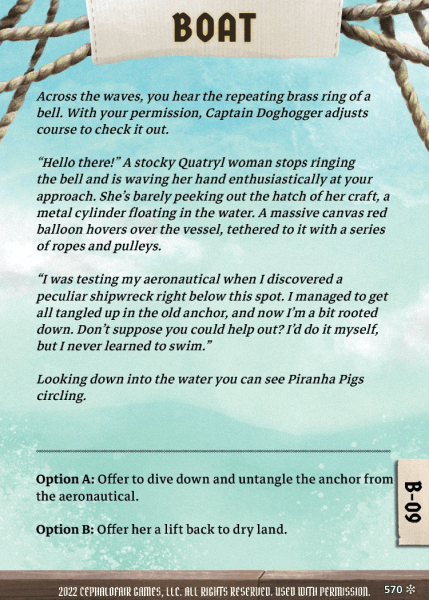 BOAT
Across the waves, you hear the repeating brass ring of a
bell. With your permission, Captain Doghogger adjusts
course to check it out.
“Hello there!” A stocky Quatryl woman stops ringing
the bell and is waving her hand enthusiastically at your
approach. She’s barely peeking out the hatch of her craft, a
metal cylinder floating in the water. A massive canvas red
balloon hovers over the vessel, tethered to it with a series
of ropes and pulleys.
“I was testing my aeronautical when I discovered a
peculiar shipwreck right below this spot. I managed to get
all tangled up in the old anchor, and now I’m a bit rooted
down. Don’t suppose you could help out? I’d do it myself,
but I never learned to swim.”
Looking down into the water you can see Piranha Pigs
circling.
Option A: Offer to dive down and untangle the anchor from
the aeronautical.
Option B: Offer her a lift back to dry land.
B-09
2022 CEPHALOFAIR GAMES, LLC. ALL RIGHTS RESERVED. USED WITH PERMISSION. 570